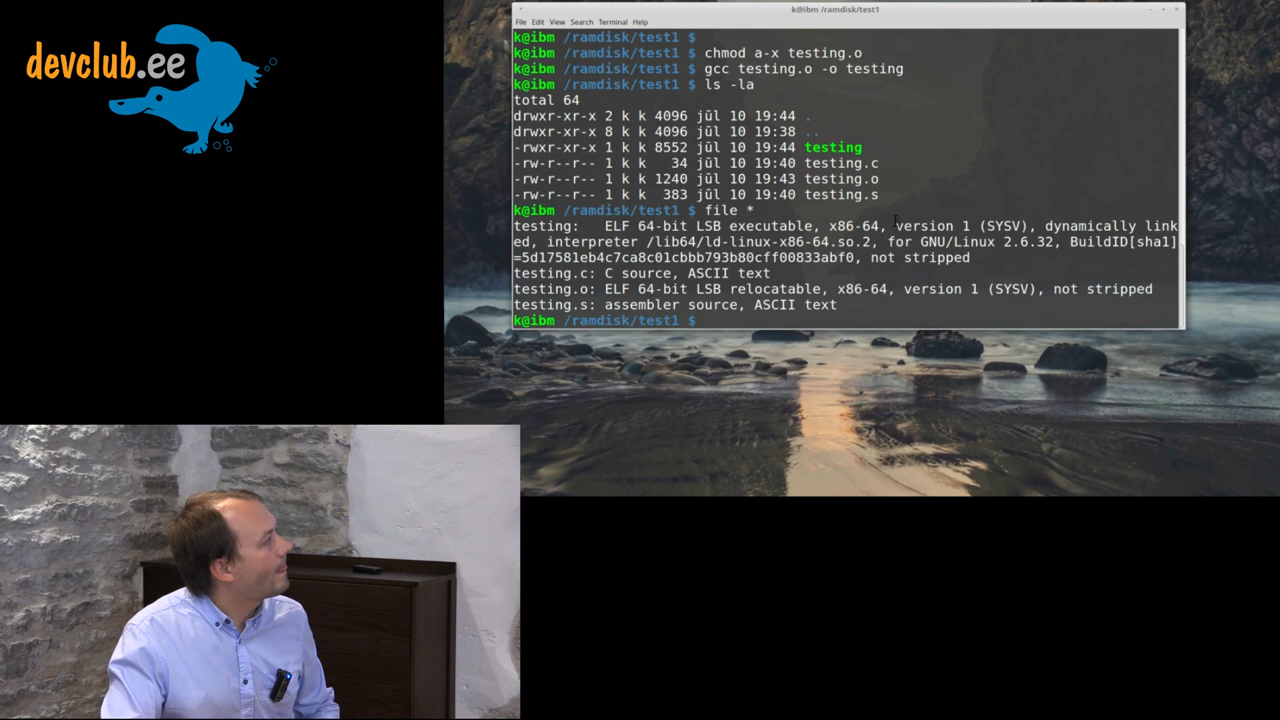 devclub.ee
k@ibm /ramdisk/test1
File Edit View Search Terminal Help
k@ibm /ramdisk/test1 $
k@ibm /ramdisk/test1 $ chmod a-x testing.o
k@ibm /ramdisk/test1 $ gcc testing.o -o testing
k@ibm /ramdisk/test1 $ ls -la
total 64
drwxr-xr-x 2 k k 4096 jūl 10 19:44 .
drwxr-xr-x 8 k k 4096 jūl 10 19:38 ..
-rwxr-xr-x 1 k k 8552 jūl 10 19:44 testing
-rw-r--r-- 1 k k   34 jūl 10 19:40 testing.c
-rw-r--r-- 1 k k 1240 jūl 10 19:43 testing.o
-rw-r--r-- 1 k k  383 jūl 10 19:40 testing.s
k@ibm /ramdisk/test1 $ file *
testing:   ELF 64-bit LSB executable, x86-64, version 1 (SYSV), dynamically link
ed, interpreter /lib64/ld-linux-x86-64.so.2, for GNU/Linux 2.6.32, BuildID[sha1]
=5d17581eb4c7ca8c01cbbb793b80cff00833abf0, not stripped
testing.c: C source, ASCII text
testing.o: ELF 64-bit LSB relocatable, x86-64, version 1 (SYSV), not stripped
testing.s: assembler source, ASCII text
k@ibm /ramdisk/test1 $